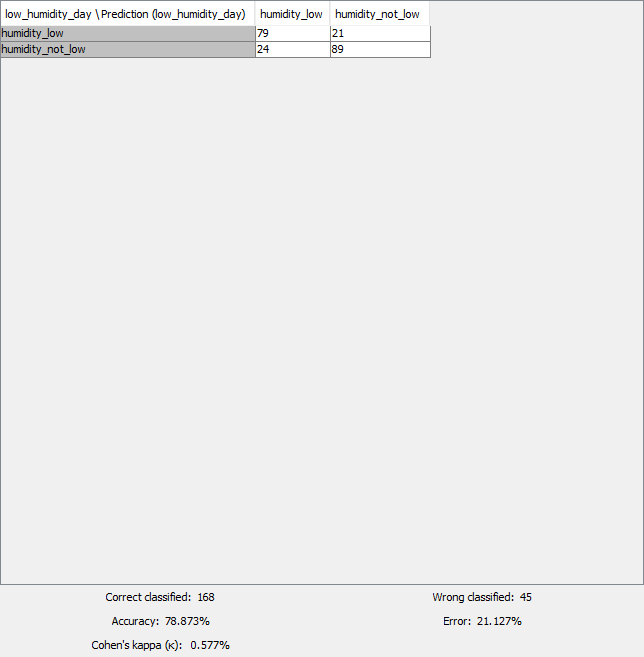 low_humidity_day \ Prediction (low_humidity_day) humidity_low humidity_not_low
humidity_low 79 21
humidity_not_low 24 89
Correct classified: 168 Wrong classified: 45
Accuracy: 78.873% Error: 21.127%
Cohen's kappa (κ): 0.577%